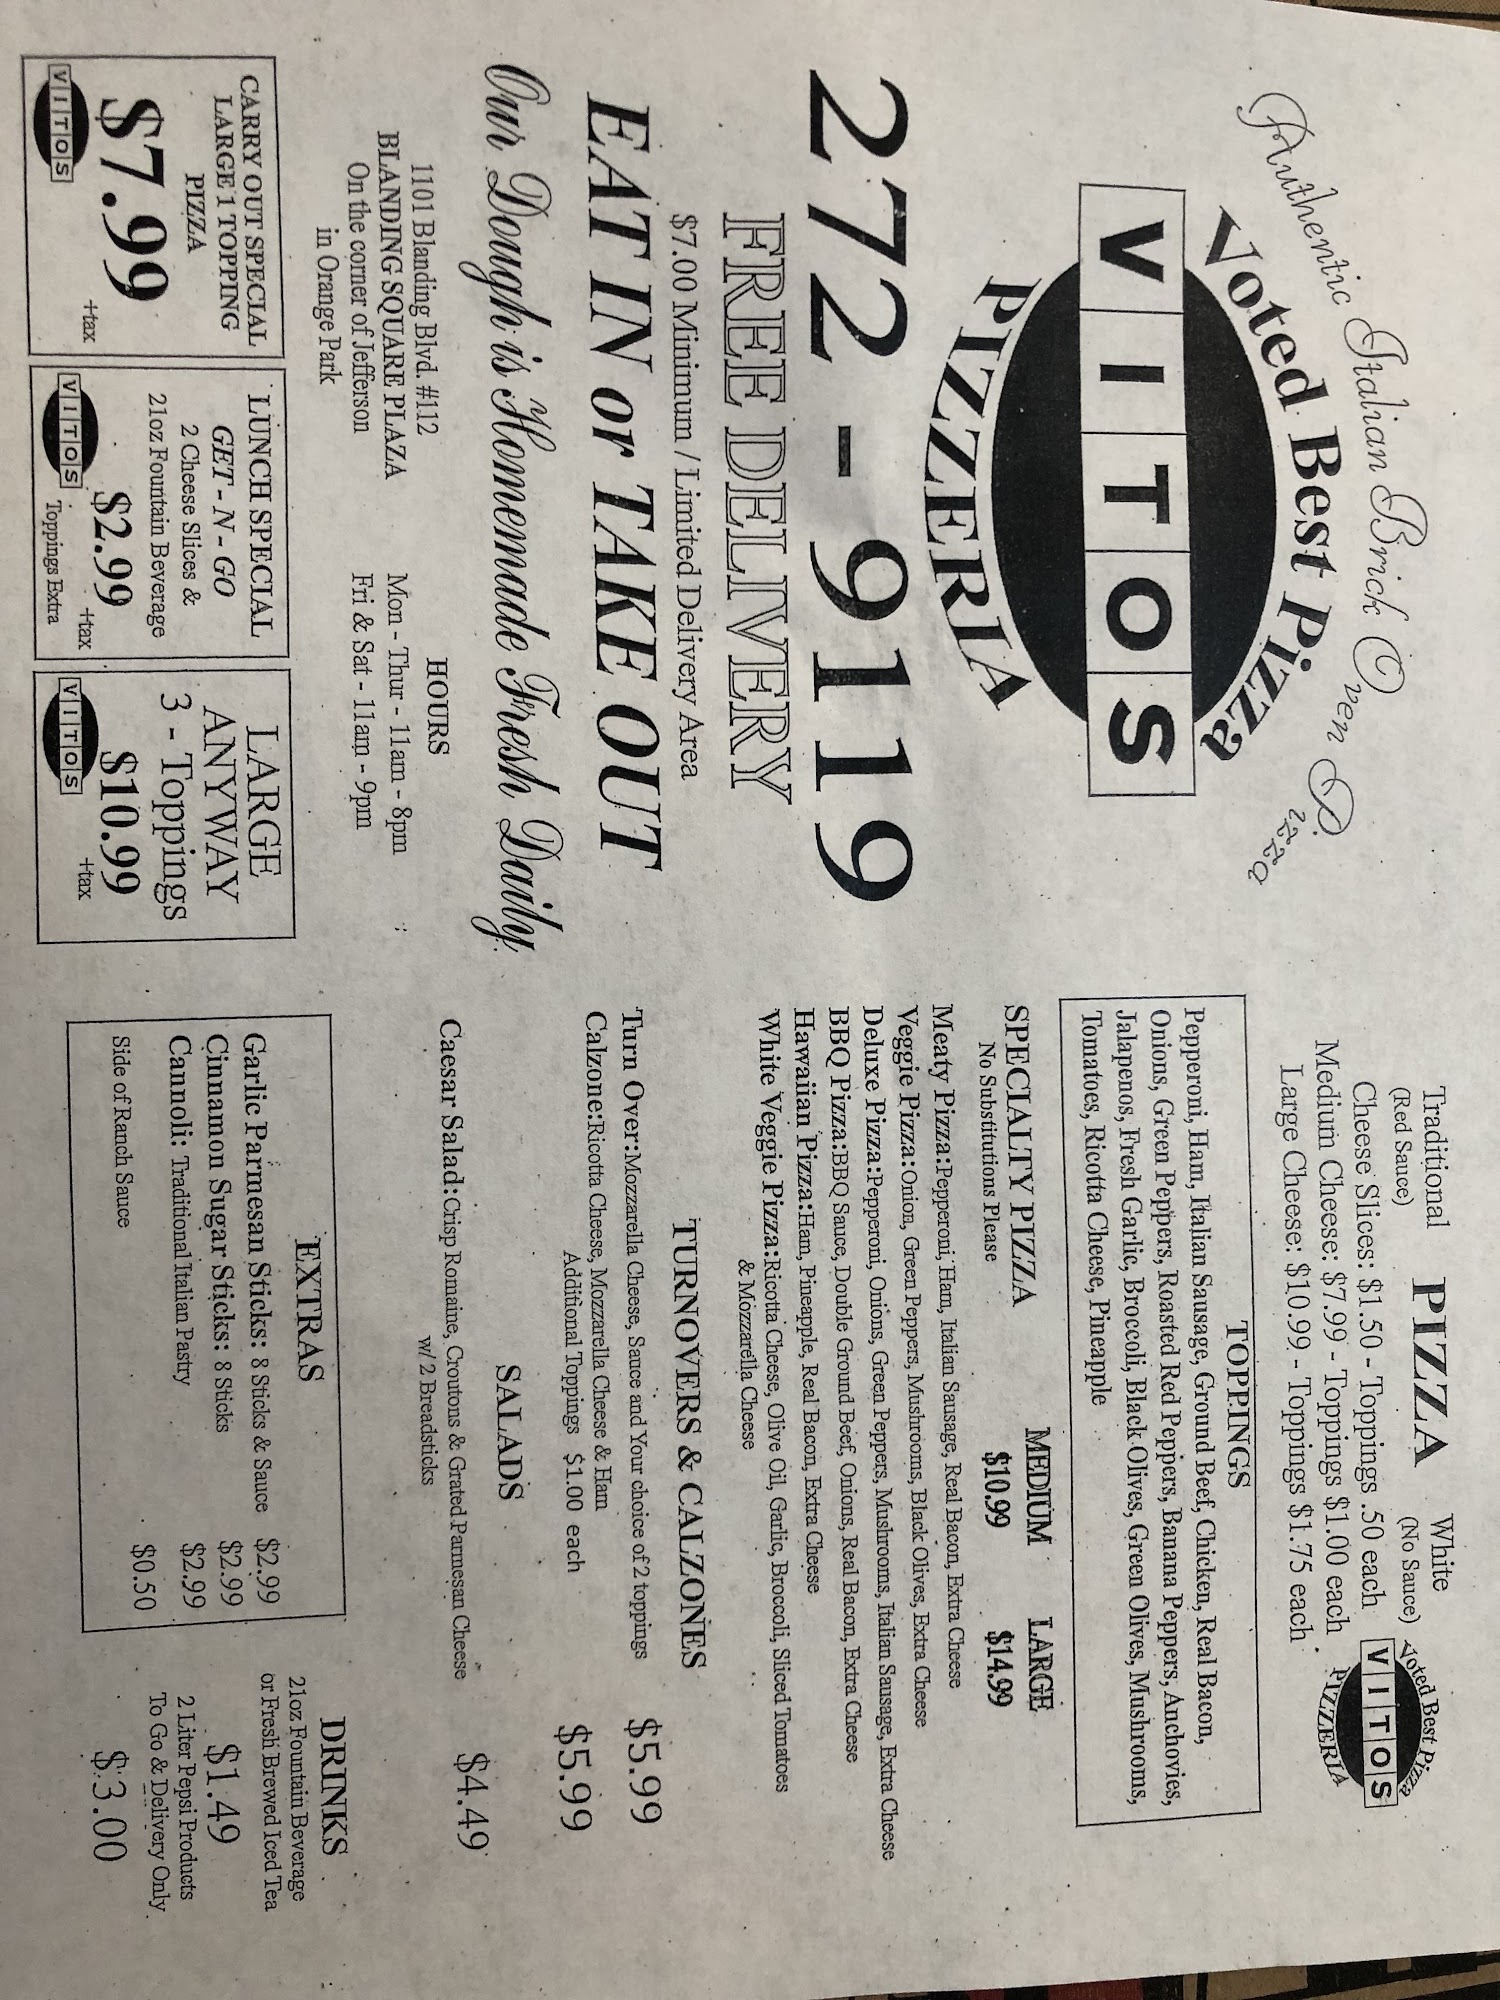 Authentic Italian Brick Oven Pizza
Voted Best Pizza
VITOS
PIZZERIA
272-9119
FREE DELIVERY
$7.00 Minimum / Limited Delivery Area
EAT IN or TAKE OUT
Our Dough is Homemade Fresh Daily
1101 Blanding Blvd. #112
BLANDING SQUARE PLAZA
On the corner of Jefferson
in Orange Park
HOURS
Mon - Thur - 11am - 8pm
Fri & Sat - 11am - 9pm
CARRY OUT SPECIAL
LARGE 1 TOPPING
PIZZA
$7.99
+tax
VITOS
LUNCH SPECIAL
GET - N - GO
2 Cheese Slices &
21oz Fountain Beverage
$2.99
+tax
VITOS
Toppings Extra
LARGE
ANYWAY
3 - Toppings
$10.99
+tax
VITOS
Traditional PIZZA White
(Red Sauce) (No Sauce)
Cheese Slices: $1.50 - Toppings .50 each
Medium Cheese: $7.99 - Toppings $1.00 each
Large Cheese: $10.99 - Toppings $1.75 each
Voted Best Pizza
VITOS
PIZZERIA
TOPPINGS
Pepperoni, Ham, Italian Sausage, Ground Beef, Chicken, Real Bacon,
Onions, Green Peppers, Roasted Red Peppers, Banana Peppers, Anchovies,
Jalapenos, Fresh Garlic, Broccoli, Black Olives, Green Olives, Mushrooms,
Tomatoes, Ricotta Cheese, Pineapple
SPECIALTY PIZZA MEDIUM LARGE
No Substitutions Please $10.99 $14.99
Meaty Pizza:Pepperoni, Ham, Italian Sausage, Real Bacon, Extra Cheese
Veggie Pizza:Onion, Green Peppers, Mushrooms, Black Olives, Extra Cheese
Deluxe Pizza:Pepperoni, Onions, Green Peppers, Mushrooms, Italian Sausage, Extra Cheese
BBQ Pizza:BBQ Sauce, Double Ground Beef, Onions, Real Bacon, Extra Cheese
Hawaiian Pizza:Ham, Pineapple, Real Bacon, Extra Cheese
White Veggie Pizza:Ricotta Cheese, Olive Oil, Garlic, Broccoli, Sliced Tomatoes
& Mozzarella Cheese
TURNOVERS & CALZONES
Turn Over:Mozzarella Cheese, Sauce and Your choice of 2 toppings $5.99
Calzone:Ricotta Cheese, Mozzarella Cheese & Ham $5.99
Additional Toppings $1.00 each
SALADS
Caesar Salad:Crisp Romaine, Croutons & Grated Parmesan Cheese $4.49
w/ 2 Breadsticks
EXTRAS
Garlic Parmesan Sticks: 8 Sticks & Sauce $2.99
Cinnamon Sugar Sticks: 8 Sticks $2.99
Cannoli: Traditional Italian Pastry $2.99
Side of Ranch Sauce $0.50
DRINKS
21oz Fountain Beverage
or Fresh Brewed Iced Tea
$1.49
2 Liter Pepsi Products
To Go & Delivery Only
$3.00